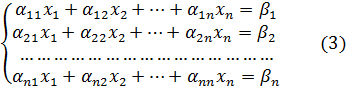 α₁₁x₁ + α₁₂x₂ + ⋯ + α₁ₙxₙ = β₁
α₂₁x₁ + α₂₂x₂ + ⋯ + α₂ₙxₙ = β₂ (3)
… … … … … … … … … … … … … …
αₙ₁x₁ + αₙ₂x₂ + ⋯ + αₙₙxₙ = βₙ